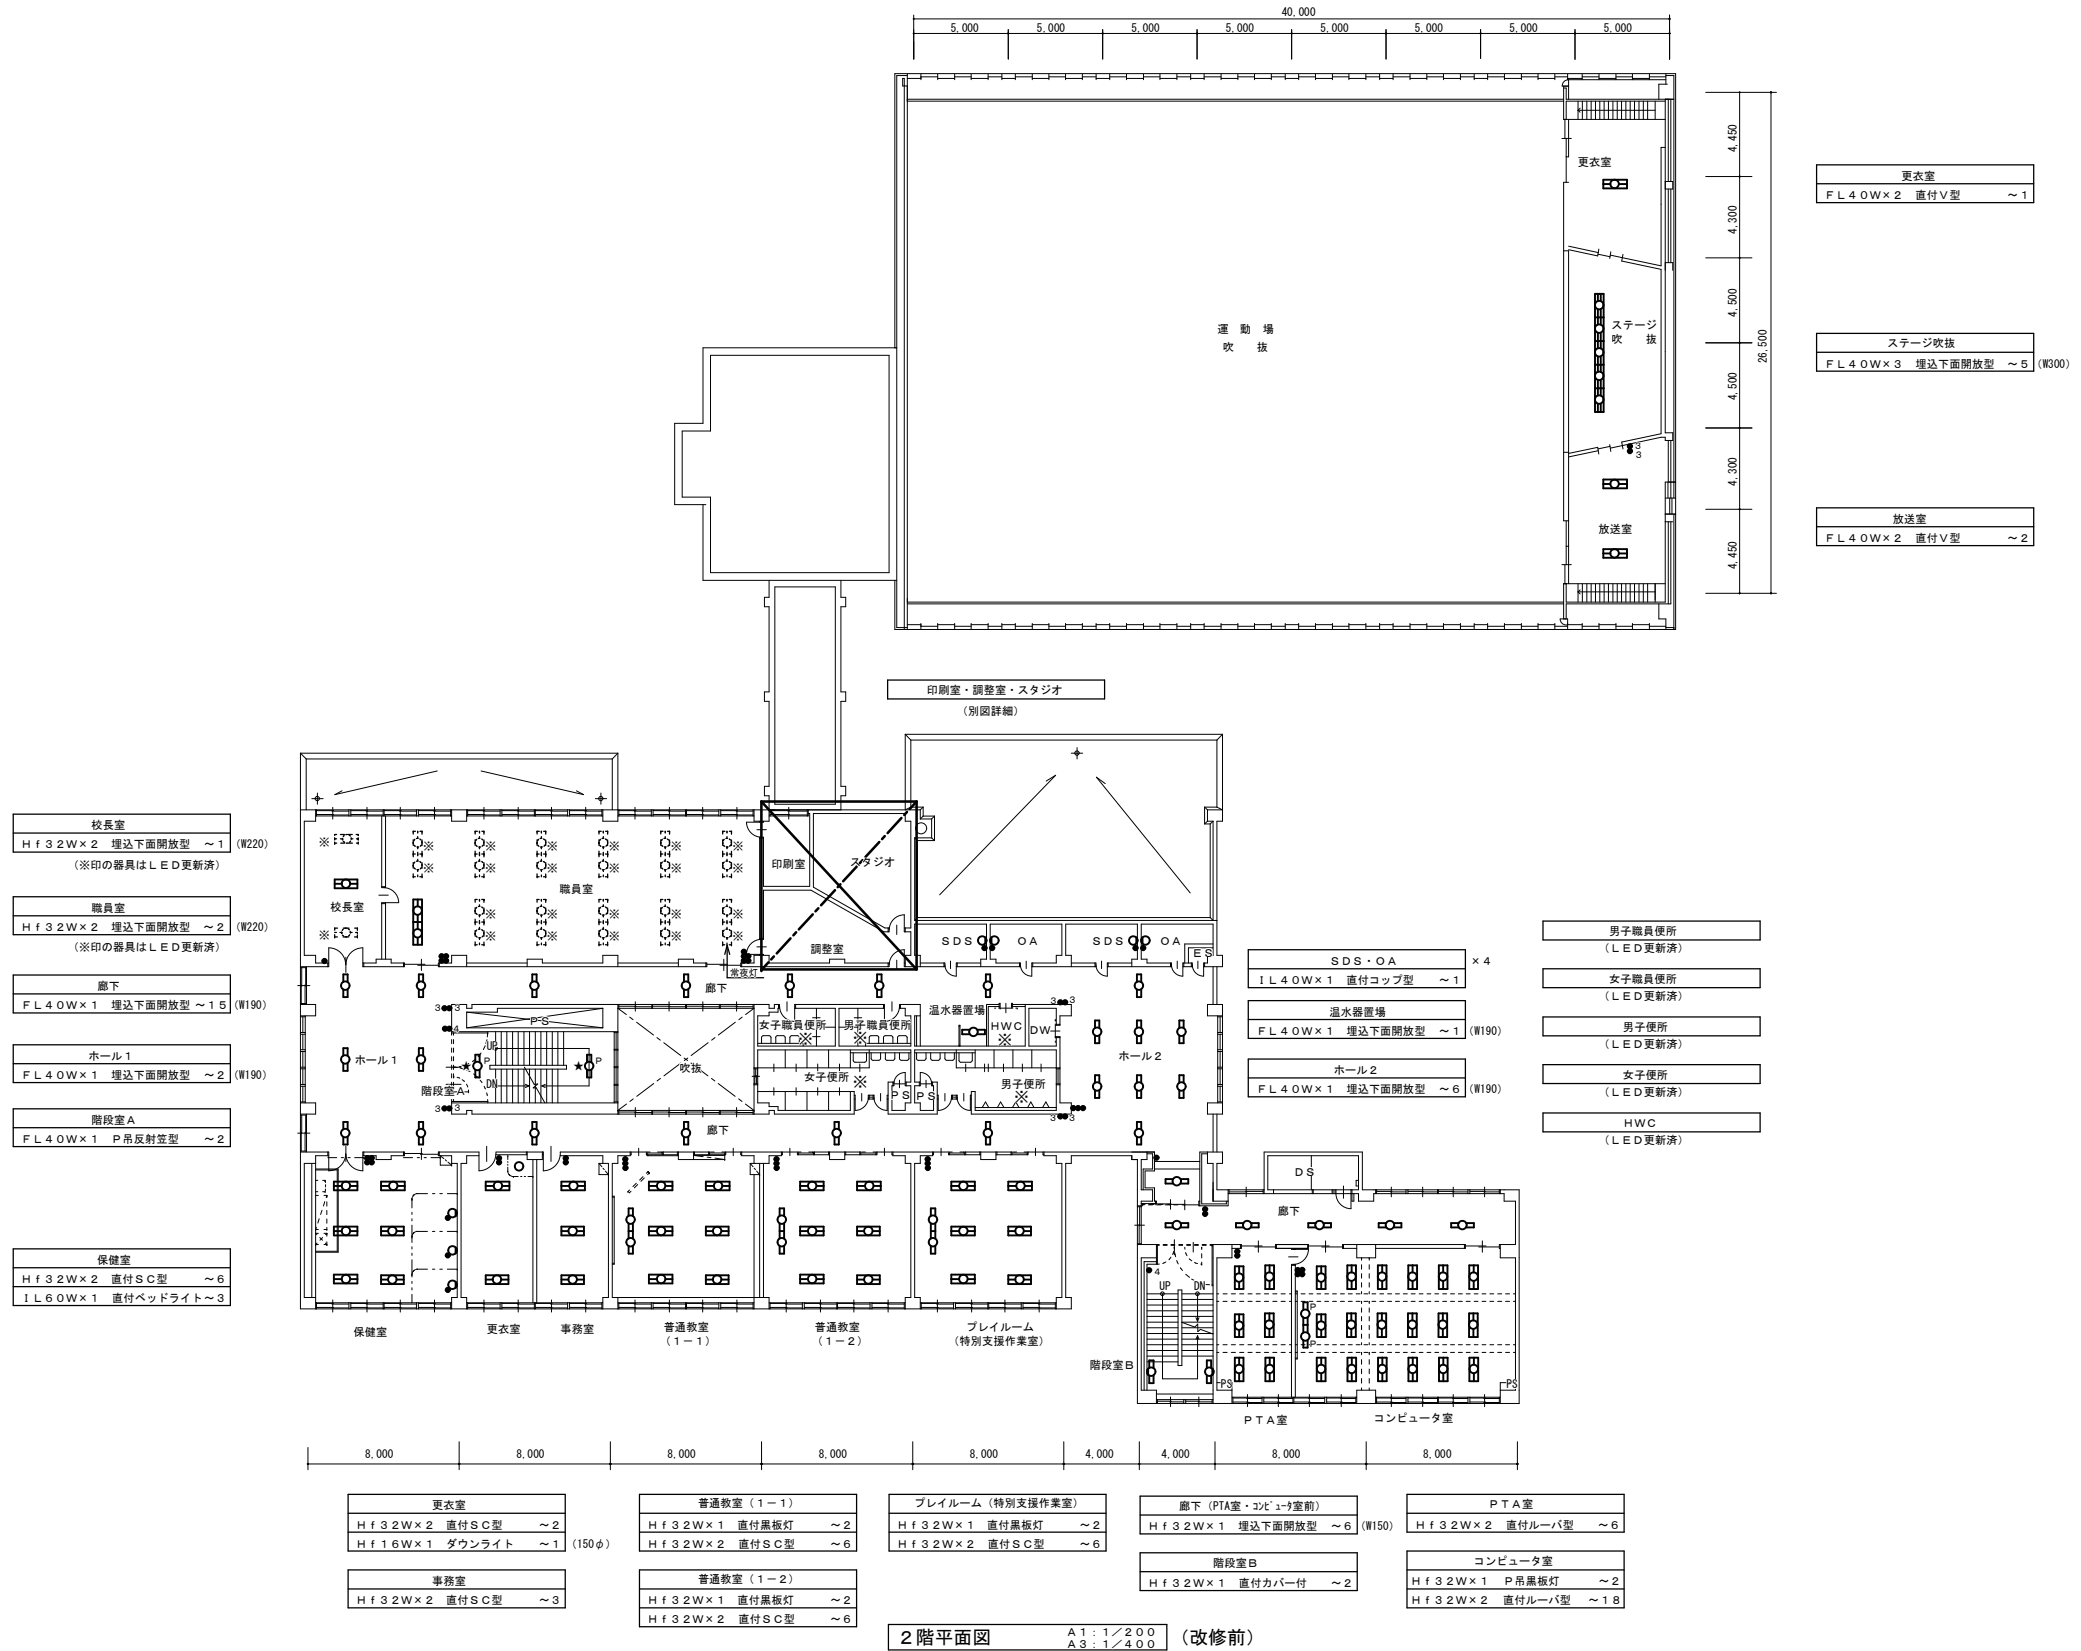 40,000
5,000 5,000 5,000 5,000 5,000 5,000 5,000 5,000
4,450
4,300
4,500
4,500
4,300
4,450
26,500
更衣室
ステージ
吹 抜
運 動 場
吹 抜
3
3
放送室
更衣室
FL40W×2 直付V型 ~1
ステージ吹抜
FL40W×3 埋込下面開放型 ~5 (W300)
放送室
FL40W×2 直付V型 ~2
印刷室・調整室・スタジオ
(別図詳細)
校長室
Hf32W×2 埋込下面開放型 ~1 (W220)
(※印の器具はLED更新済)
職員室
Hf32W×2 埋込下面開放型 ~2 (W220)
(※印の器具はLED更新済)
廊下
FL40W×1 埋込下面開放型 ~15 (W190)
ホール1
FL40W×1 埋込下面開放型 ~2 (W190)
階段室A
FL40W×1 P吊反射笠型 ~2
保健室
Hf32W×2 直付SC型 ~6
IL60W×1 直付ベッドライト~3
※ ※ ※ ※ ※ ※ ※
※ ※ ※ ※ ※ ※
印刷室 スタジオ
職員室
校長室
※ ※ ※ ※ ※ ※
※ ※ ※ ※ ※
調整室
SDS OA SDS OA
ES
常夜灯
廊下
3 3
4
PS
女子職員便所 男子職員便所
※ ※
温水器置場
HWC DW
※
3 3
ホール1
UP
P ★ ★ P
DN
階段室A
吹抜
女子便所
※
PS PS
男子便所
※
ホール2
3 3
3 3
廊下
SDS・OA ×4
IL40W×1 直付コップ型 ~1
温水器置場
FL40W×1 埋込下面開放型 ~1 (W190)
ホール2
FL40W×1 埋込下面開放型 ~6 (W190)
男子職員便所
(LED更新済)
女子職員便所
(LED更新済)
男子便所
(LED更新済)
女子便所
(LED更新済)
HWC
(LED更新済)
DS
廊下
4
UP DN
P
P
PS PS
階段室B
PTA室 コンピュータ室
保健室 更衣室 事務室 普通教室 普通教室 プレイルーム
(1-1) (1-2) (特別支援作業室)
8,000 8,000 8,000 8,000 8,000 4,000 4,000 8,000 8,000
更衣室
Hf32W×2 直付SC型 ~2
Hf16W×1 ダウンライト ~1 (150φ)
事務室
Hf32W×2 直付SC型 ~3
普通教室(1-1)
Hf32W×1 直付黒板灯 ~2
Hf32W×2 直付SC型 ~6
普通教室(1-2)
Hf32W×1 直付黒板灯 ~2
Hf32W×2 直付SC型 ~6
プレイルーム(特別支援作業室)
Hf32W×1 直付黒板灯 ~2
Hf32W×2 直付SC型 ~6
廊下(PTA室・コンピュータ室前)
Hf32W×1 埋込下面開放型 ~6 (W150)
階段室B
Hf32W×1 直付カバー付 ~2
PTA室
Hf32W×2 直付ルーバ型 ~6
コンピュータ室
Hf32W×1 P吊黒板灯 ~2
Hf32W×2 直付ルーバ型 ~18
2階平面図 A1:1/200 (改修前)
A3:1/400